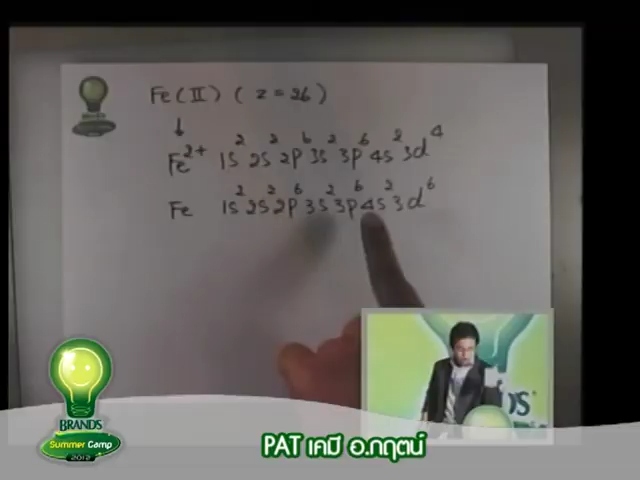 Fe(II) (z=26)
Fe²⁺ 1s² 2s² 2p⁶ 3s² 3p⁶ 4s² 3d⁴
Fe 1s² 2s² 2p⁶ 3s² 3p⁶ 4s² 3d⁶
BRANDS
Summer Camp
2012
PAT เคมี อ.กฤตน์